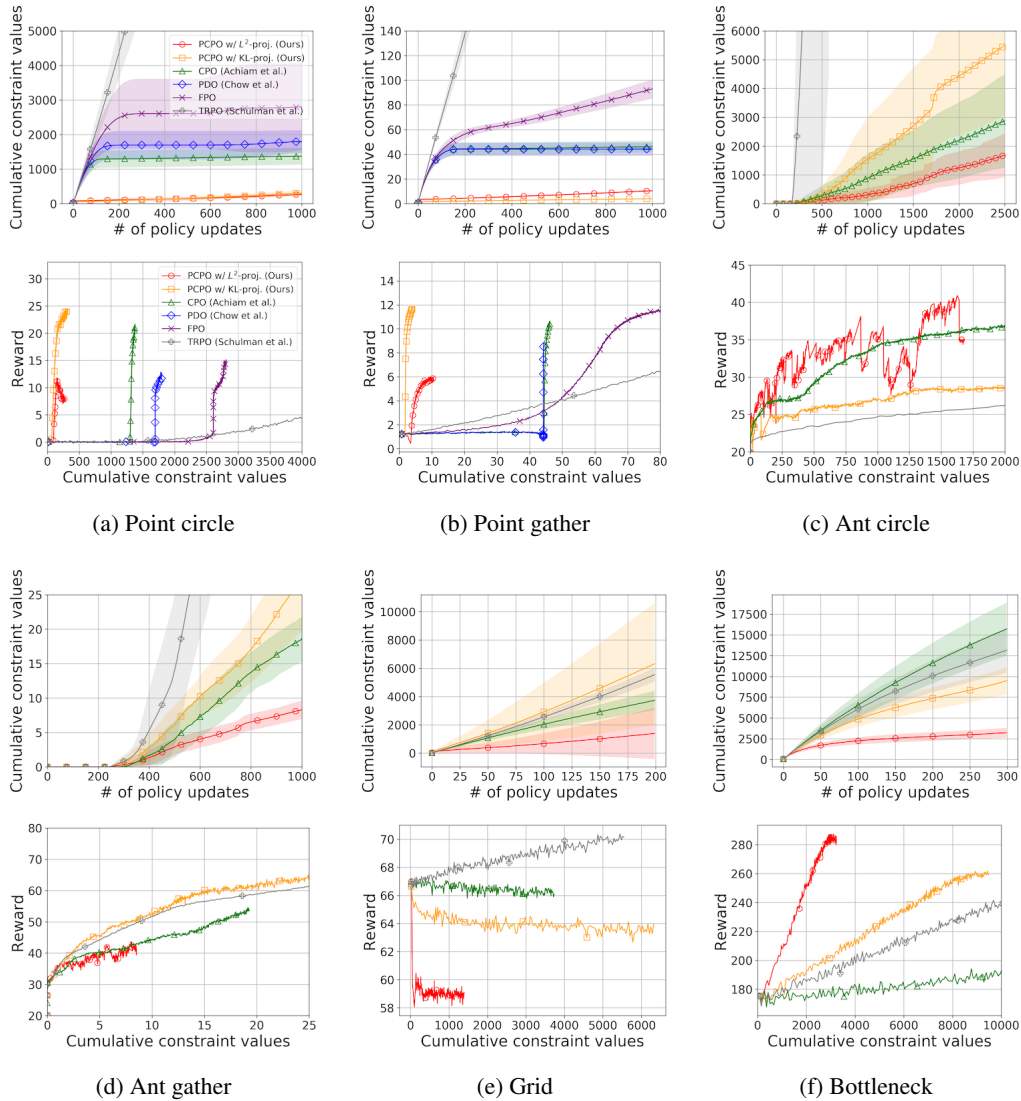 Cumulative constraint values
5000
4000
3000
2000
1000
0
0 200 400 600 800 1000
# of policy updates
PCPO w/ L²-proj. (Ours)
PCPO w/ KL-proj. (Ours)
CPO (Achiam et al.)
PDO (Chow et al.)
FPO
TRPO (Schulman et al.)
Cumulative constraint values
140
120
100
80
60
40
20
0
0 200 400 600 800 1000
# of policy updates
Cumulative constraint values
6000
5000
4000
3000
2000
1000
0
0 500 1000 1500 2000 2500
# of policy updates
Reward
30
25
20
15
10
5
0
0 500 1000 1500 2000 2500 3000 3500 4000
Cumulative constraint values
PCPO w/ L²-proj. (Ours)
PCPO w/ KL-proj. (Ours)
CPO (Achiam et al.)
PDO (Chow et al.)
FPO
TRPO (Schulman et al.)
Reward
14
12
10
8
6
4
2
0
0 10 20 30 40 50 60 70 80
Cumulative constraint values
Reward
45
40
35
30
25
20
0 250 500 750 1000 1250 1500 1750 2000
Cumulative constraint values
(a) Point circle
(b) Point gather
(c) Ant circle
Cumulative constraint values
25
20
15
10
5
0
0 200 400 600 800 1000
# of policy updates
Cumulative constraint values
10000
8000
6000
4000
2000
0
0 25 50 75 100 125 150 175 200
# of policy updates
Cumulative constraint values
17500
15000
12500
10000
7500
5000
2500
0
0 50 100 150 200 250 300
# of policy updates
Reward
80
70
60
50
40
30
20
0 5 10 15 20 25
Cumulative constraint values
Reward
70
68
66
64
62
60
58
0 1000 2000 3000 4000 5000 6000
Cumulative constraint values
Reward
280
260
240
220
200
180
160
0 2000 4000 6000 8000 10000
Cumulative constraint values
(d) Ant gather
(e) Grid
(f) Bottleneck